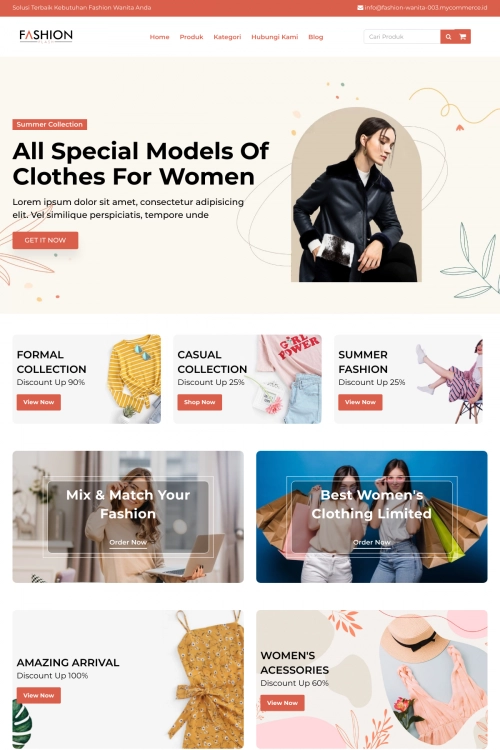 Solusi Terbaik Kebutuhan Fashion Wanita Anda
info@fashion-wanita-003.mycommerce.id
FASHION
Home Produk Kategori Hubungi Kami Blog
Cari Produk
Summer Collection
All Special Models Of
Clothes For Women
Lorem ipsum dolor sit amet, consectetur adipisicing
elit. Vel similique perspiciatis, tempore unde
GET IT NOW
FORMAL
COLLECTION
Discount Up 90%
View Now
CASUAL
COLLECTION
Discount Up 25%
Shop Now
GIRL
POWER
SUMMER
FASHION
Discount Up 25%
View Now
Mix & Match Your
Fashion
Order Now
Best Women's
Clothing Limited
Order Now
AMAZING ARRIVAL
Discount Up 100%
View Now
WOMEN'S
ACESSORIES
Discount Up 60%
View Now